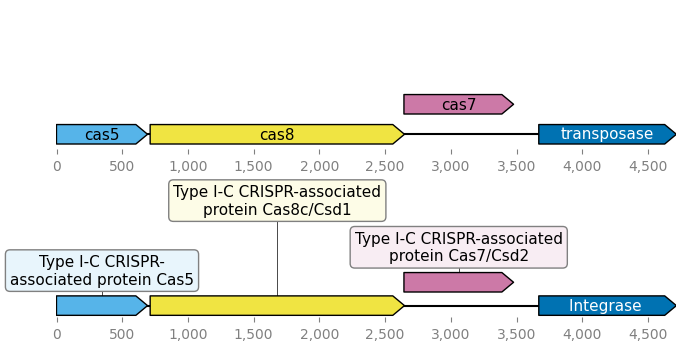 cas7
cas5 cas8 transposase
0 500 1,000 1,500 2,000 2,500 3,000 3,500 4,000 4,500
Type I-C CRISPR-associated
protein Cas8c/Csd1
Type I-C CRISPR-associated
protein Cas7/Csd2
Type I-C CRISPR-
associated protein Cas5
Integrase
0 500 1,000 1,500 2,000 2,500 3,000 3,500 4,000 4,500